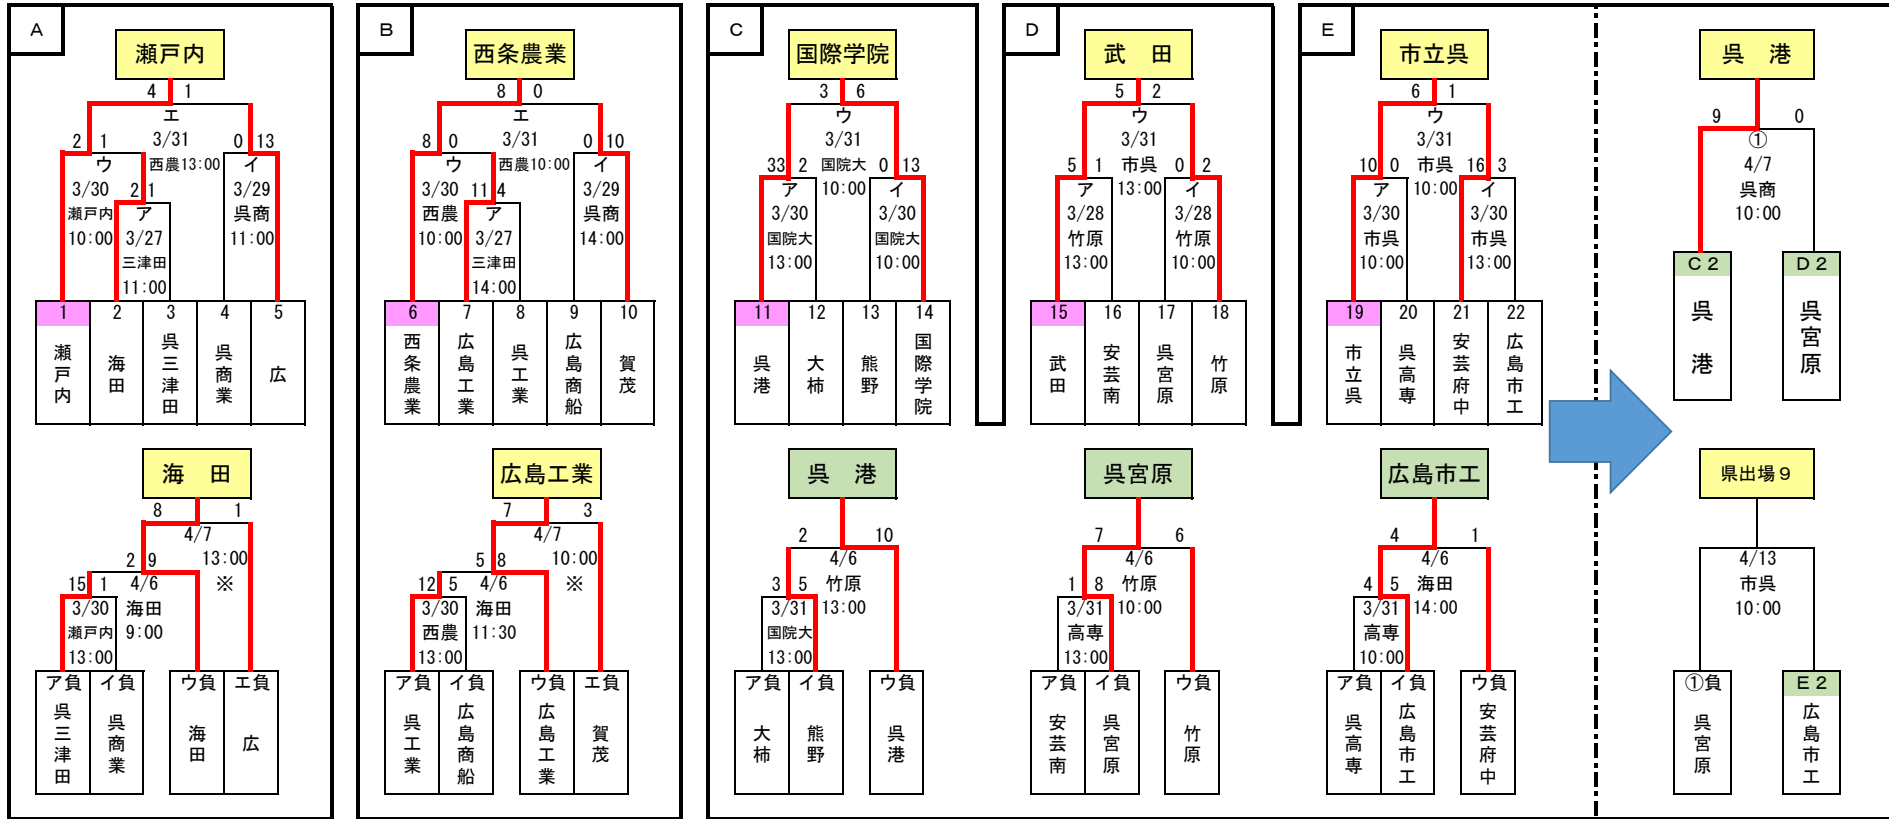 A
瀬戸内
4 1
エ
3/31
西農13:00
2 1
ウ
3/30
瀬戸内
10:00
2 1
ア
3/27
三津田
11:00
0 13
イ
3/29
呉商
11:00
1 2 3 4 5
瀬戸内
海田
呉三津田
呉商業
広
海 田
8 1
4/7
13:00
※
2 9
4/6
海田
9:00
15 1
3/30
瀬戸内
13:00
ア負 イ負 ウ負 エ負
呉三津田
呉商業
海田
広
B
西条農業
8 0
エ
3/31
西農10:00
8 0
ウ
3/30
西農
10:00
11 4
ア
3/27
三津田
14:00
0 10
イ
3/29
呉商
14:00
6 7 8 9 10
西条農業
広島工業
呉工業
広島商船
賀茂
広島工業
7 3
4/7
10:00
※
5 8
4/6
海田
11:30
12 5
3/30
西農
13:00
ア負 イ負 ウ負 エ負
呉工業
広島商船
広島工業
賀茂
C
国際学院
3 6
ウ
3/31
国院大
10:00
33 2
ア
3/30
国院大
13:00
0 13
イ
3/30
国院大
10:00
11 12 13 14
呉港
大柿
熊野
国際学院
呉 港
2 10
4/6
竹原
13:00
3 5
3/31
国院大
13:00
ア負 イ負 ウ負
大柿
熊野
呉港
D
武 田
5 2
ウ
3/31
市呉
13:00
5 1
ア
3/28
竹原
13:00
0 2
イ
3/28
竹原
10:00
15 16 17 18
武田
安芸南
呉宮原
竹原
呉宮原
7 6
4/6
竹原
10:00
1 8
3/31
高専
13:00
ア負 イ負 ウ負
安芸南
呉宮原
竹原
E
市立呉
6 1
ウ
3/31
市呉
10:00
10 0
ア
3/30
市呉
10:00
16 3
イ
3/30
市呉
13:00
19 20 21 22
市立呉
呉高専
安芸府中
広島市工
広島市工
4 1
4/6
海田
14:00
4 5
3/31
高専
10:00
ア負 イ負 ウ負
呉高専
広島市工
安芸府中
呉 港
9 0
①
4/7
呉商
10:00
C2 D2
呉港
呉宮原
県出場9
4/13
市呉
10:00
①負 E2
呉宮原
広島市工